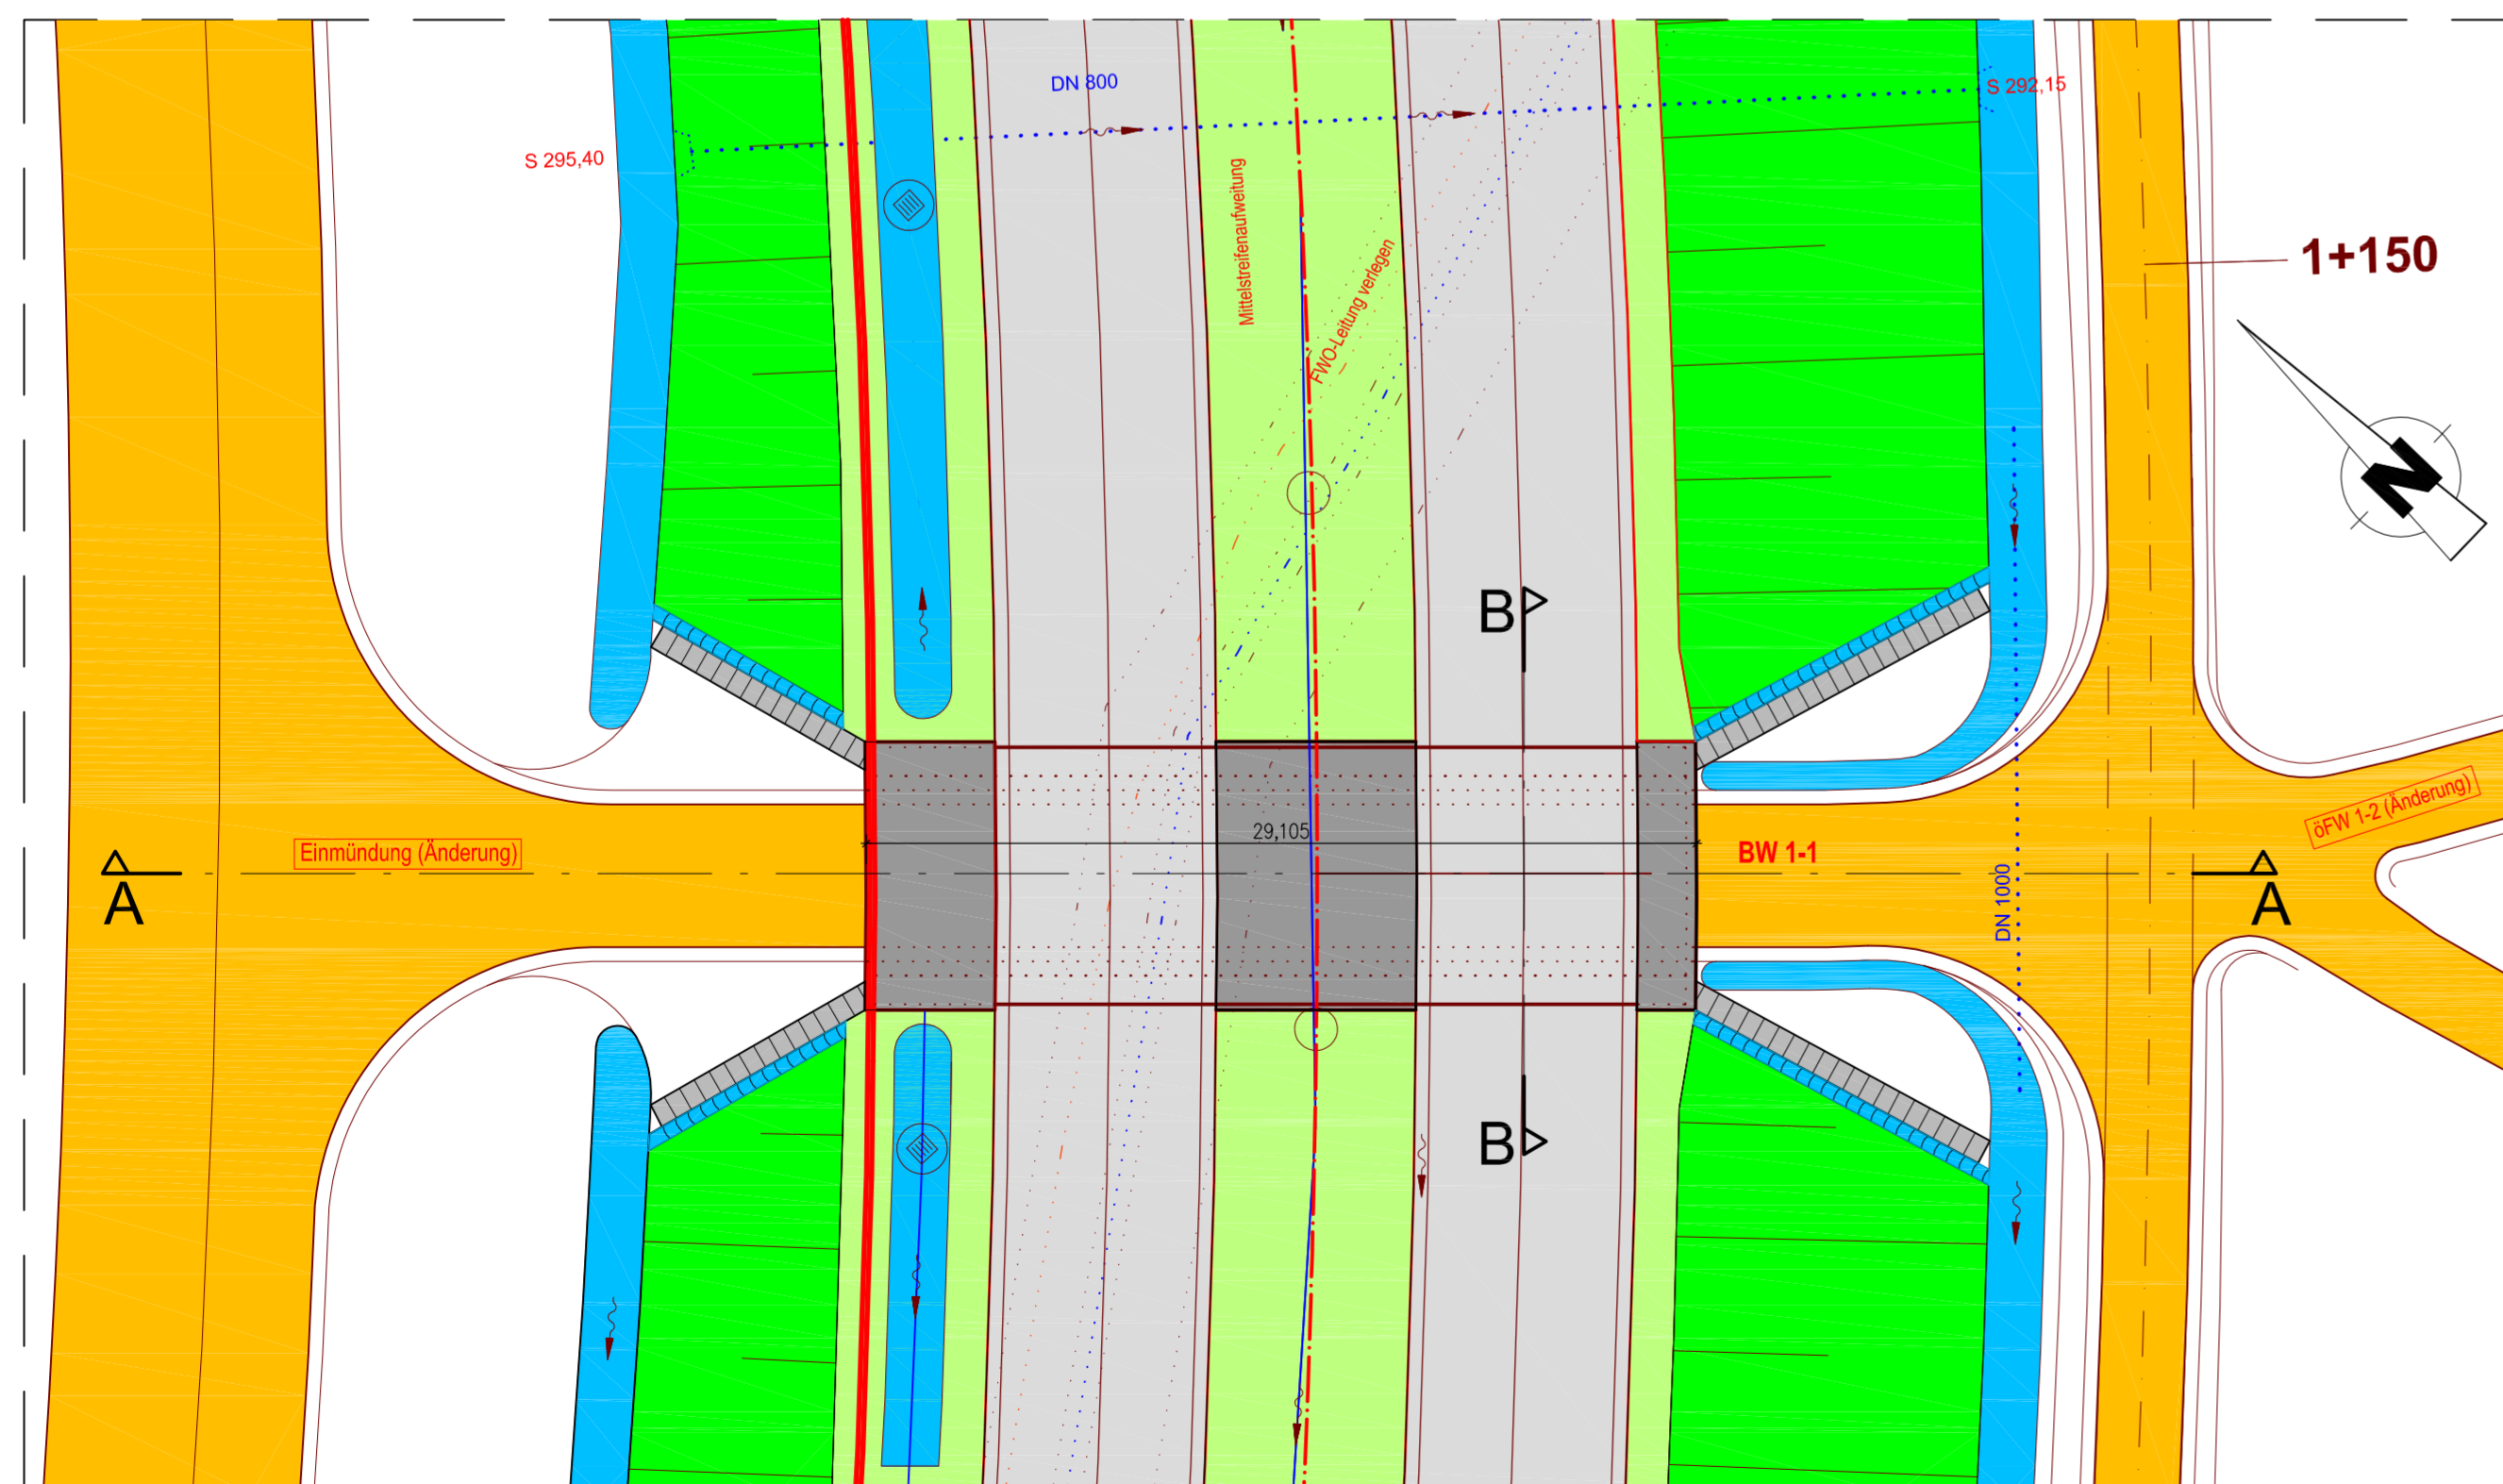 DN 800
S 292,15
S 295,40
Mittelstreifenaufweitung
FWO-Leitung verlegen
1+150
N
B
29,105
Einmündung (Änderung)
BW 1-1
öFW 1-2 (Änderung)
A
DN 1000
A
B